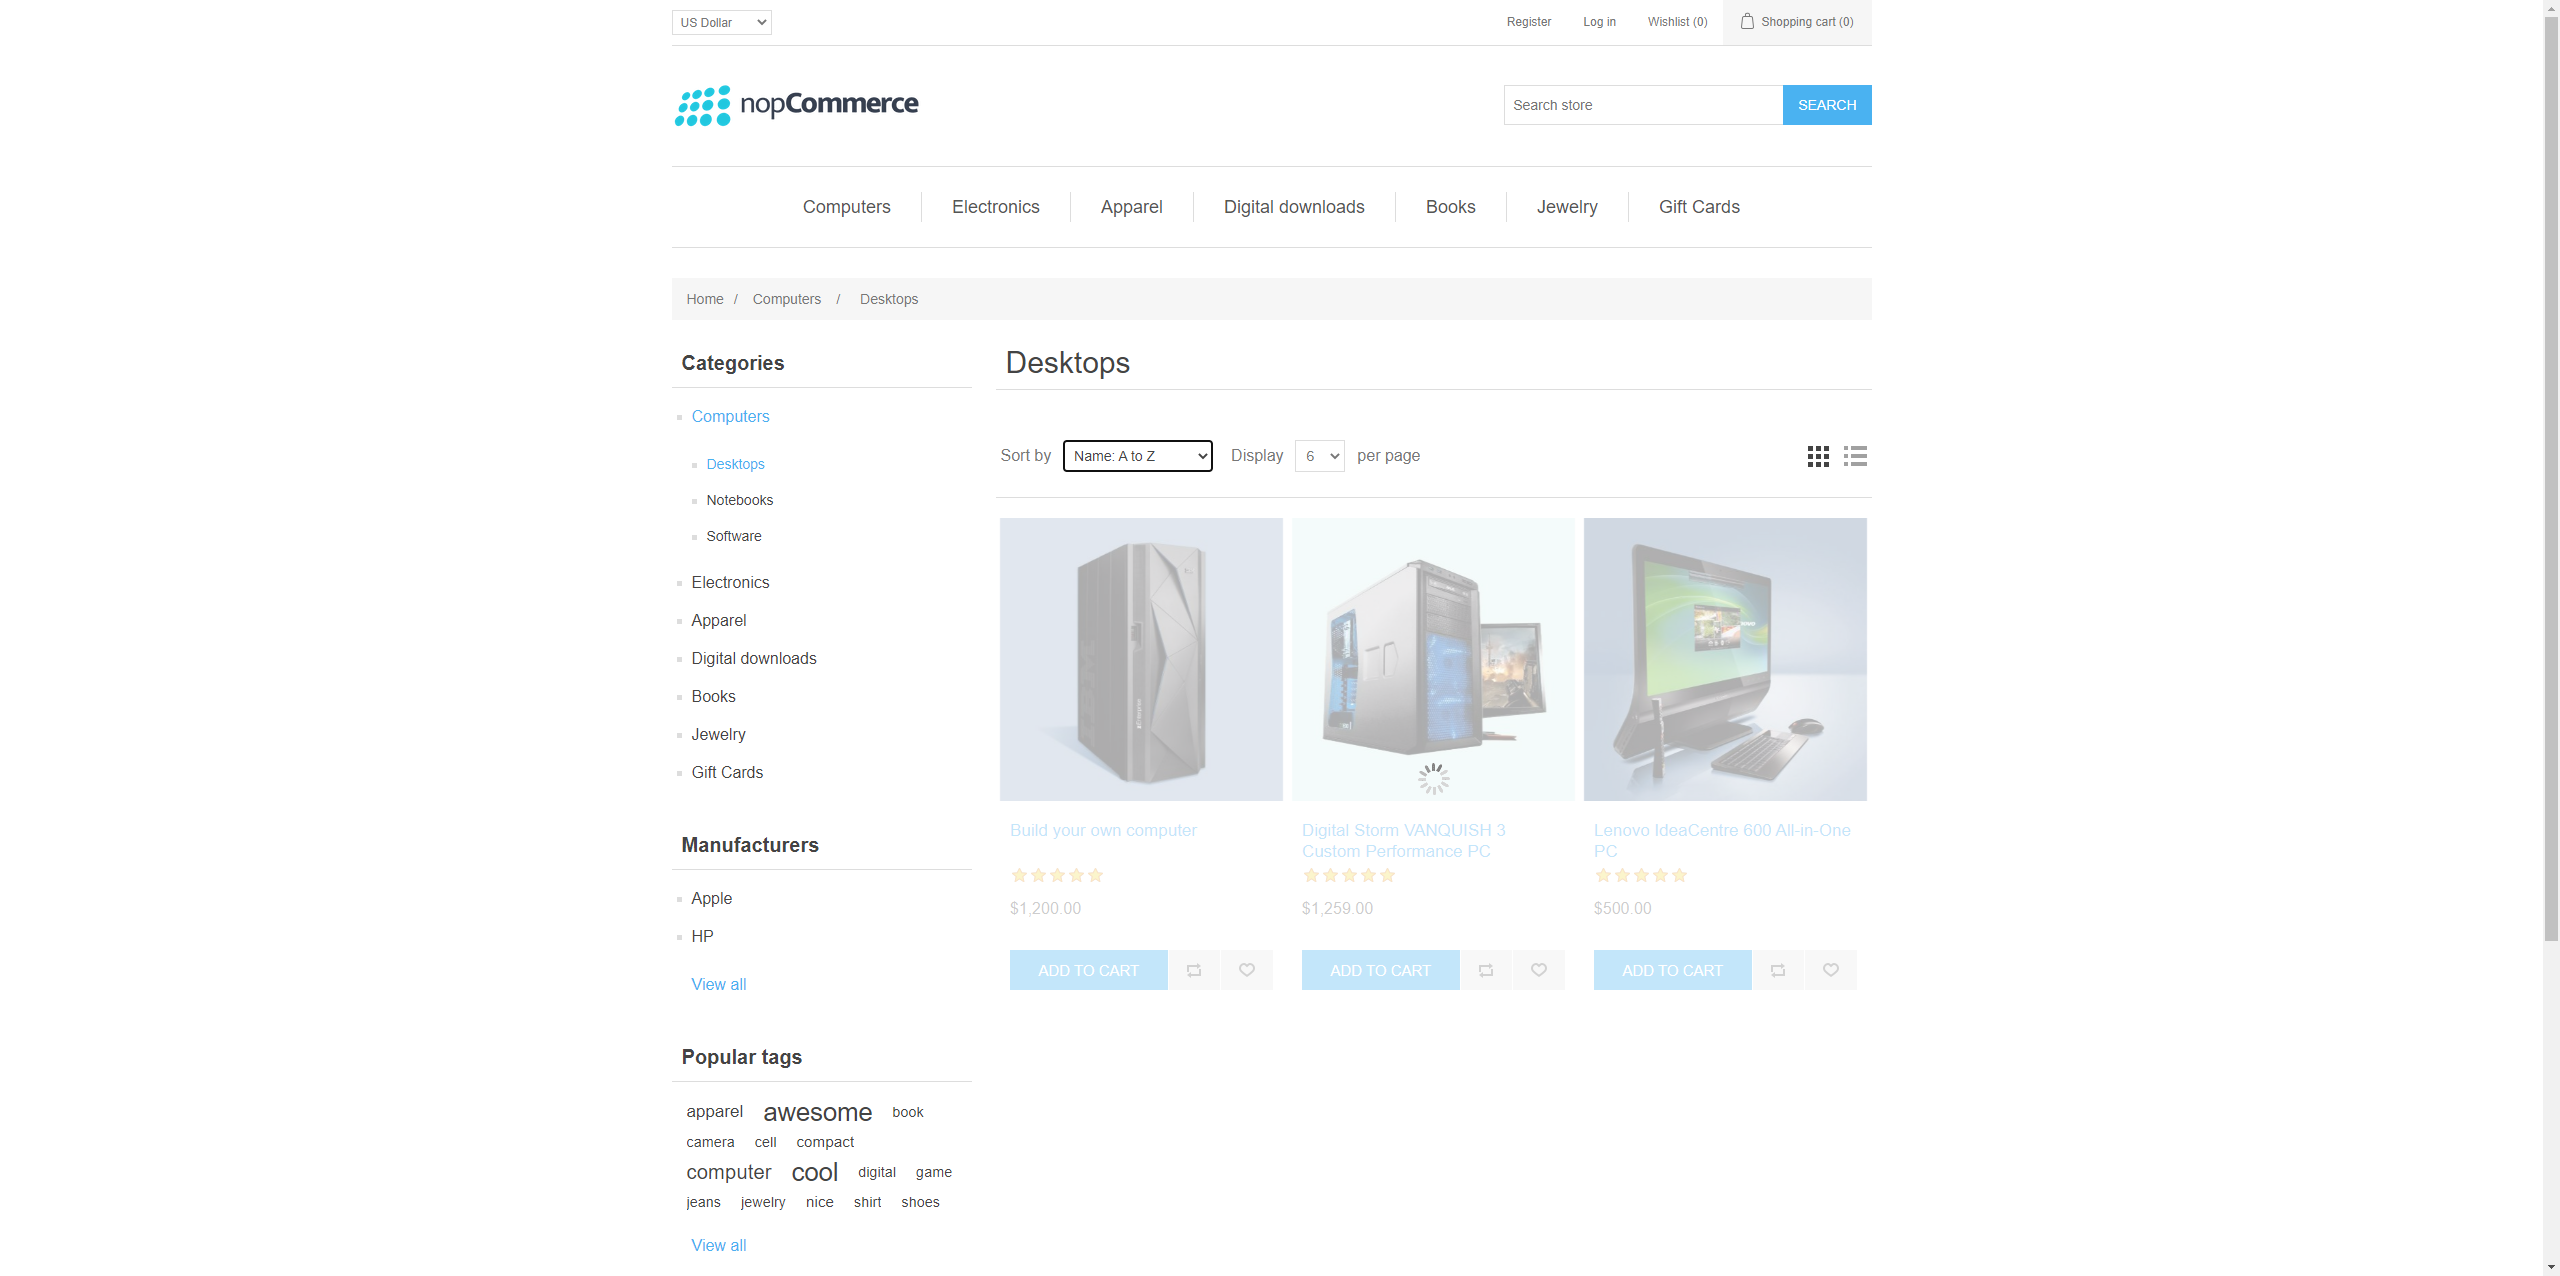 US Dollar
Register
Log in
Wishlist (0)
Shopping cart (0)
nopCommerce
Search store
SEARCH
Computers
Electronics
Apparel
Digital downloads
Books
Jewelry
Gift Cards
Home / Computers / Desktops
Categories
Computers
Desktops
Notebooks
Software
Electronics
Apparel
Digital downloads
Books
Jewelry
Gift Cards
Manufacturers
Apple
HP
View all
Popular tags
apparel awesome book
camera cell compact
computer cool digital game
jeans jewelry nice shirt shoes
View all
Desktops
Sort by Name: A to Z Display 6 per page
Build your own computer
$1,200.00
ADD TO CART
Digital Storm VANQUISH 3
Custom Performance PC
$1,259.00
ADD TO CART
Lenovo IdeaCentre 600 All-in-One
PC
$500.00
ADD TO CART